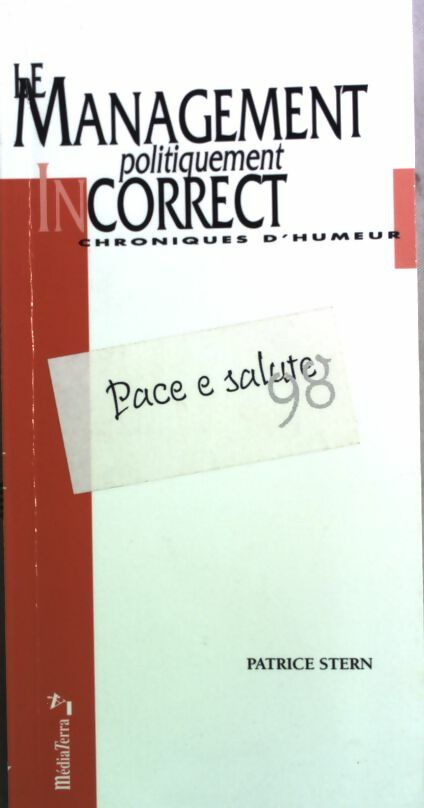 LE
MANAGEMENT
politiquement
INCORRECT
CHRONIQUES D'HUMEUR
Pace e salute
98
PATRICE STERN
MédiaTerra